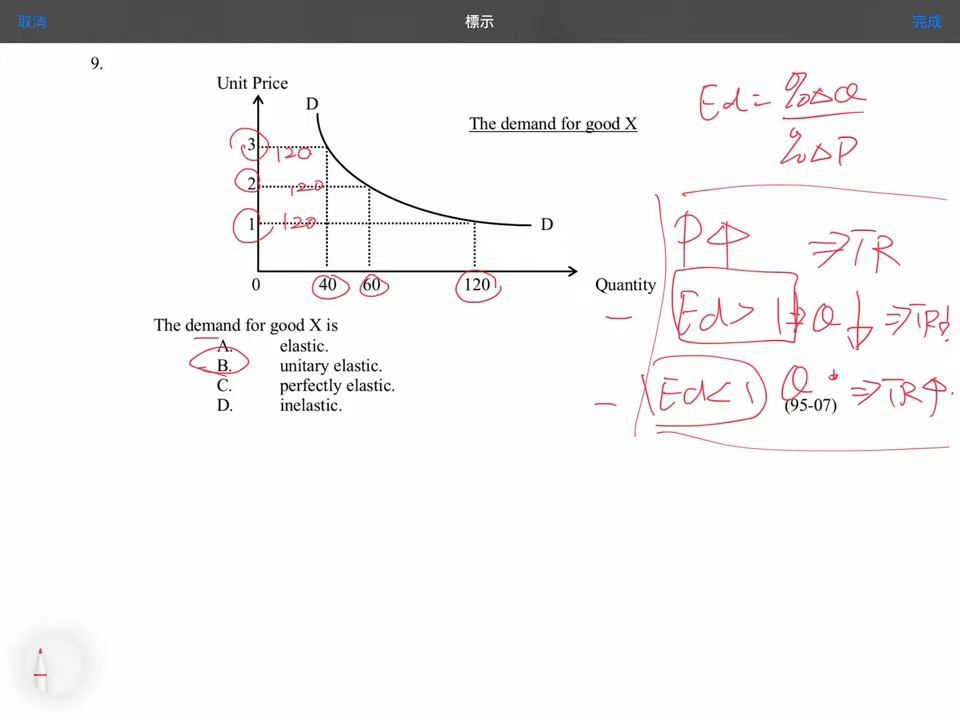 取消
標示
完成
9.
Unit Price
D
The demand for good X
Ed = %ΔQ
%ΔP
3
120
2
120
1
120
D
0
40
60
120
Quantity
P↑ ⇒ TR
Ed > 1 ⇒ Q ↓ ⇒ TR↓
Ed < 1 Q ↓ ⇒ TR↑
The demand for good X is
A. elastic.
B. unitary elastic.
C. perfectly elastic.
D. inelastic.
(95-07)